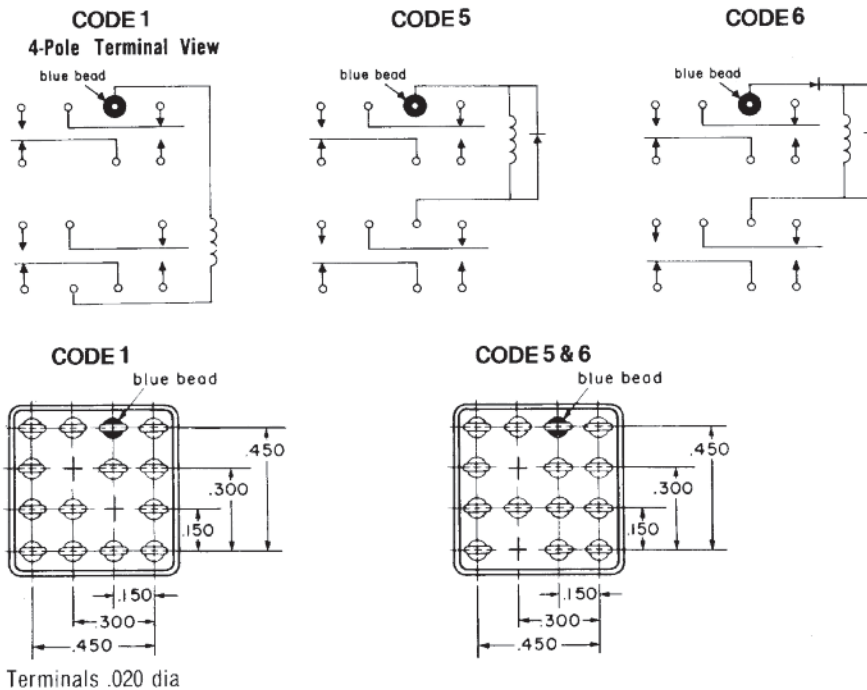 CODE 1
4-Pole Terminal View
blue bead
CODE 5
blue bead
CODE 6
blue bead
CODE 1
blue bead
.450
.300
.150
.150
.300
.450
CODE 5 & 6
blue bead
.450
.300
.150
.150
.300
.450
Terminals .020 dia